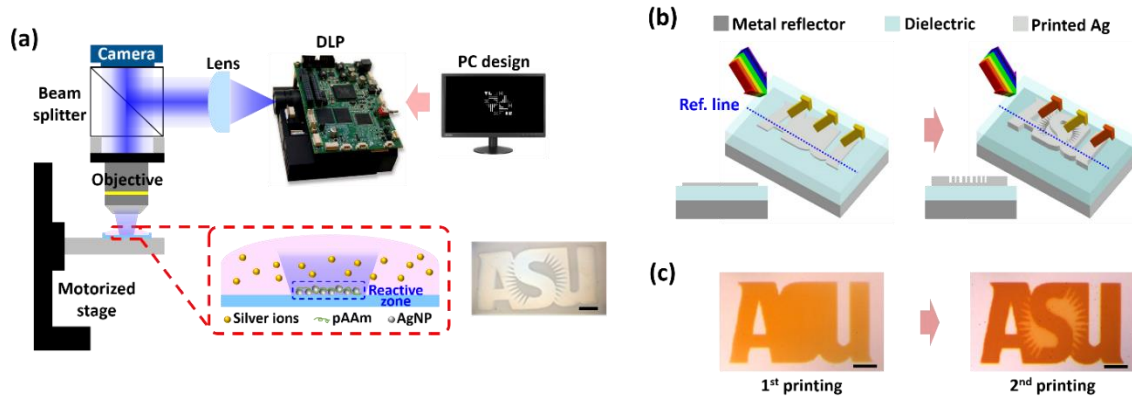 (a)
Camera
Beam
splitter
Lens
DLP
PC design
Objective
Motorized
stage
Reactive
zone
Silver ions
pAAm
AgNP
ASU
(b)
Metal reflector
Dielectric
Printed Ag
Ref. line
(c)
ASU
1st printing
ASU
2nd printing